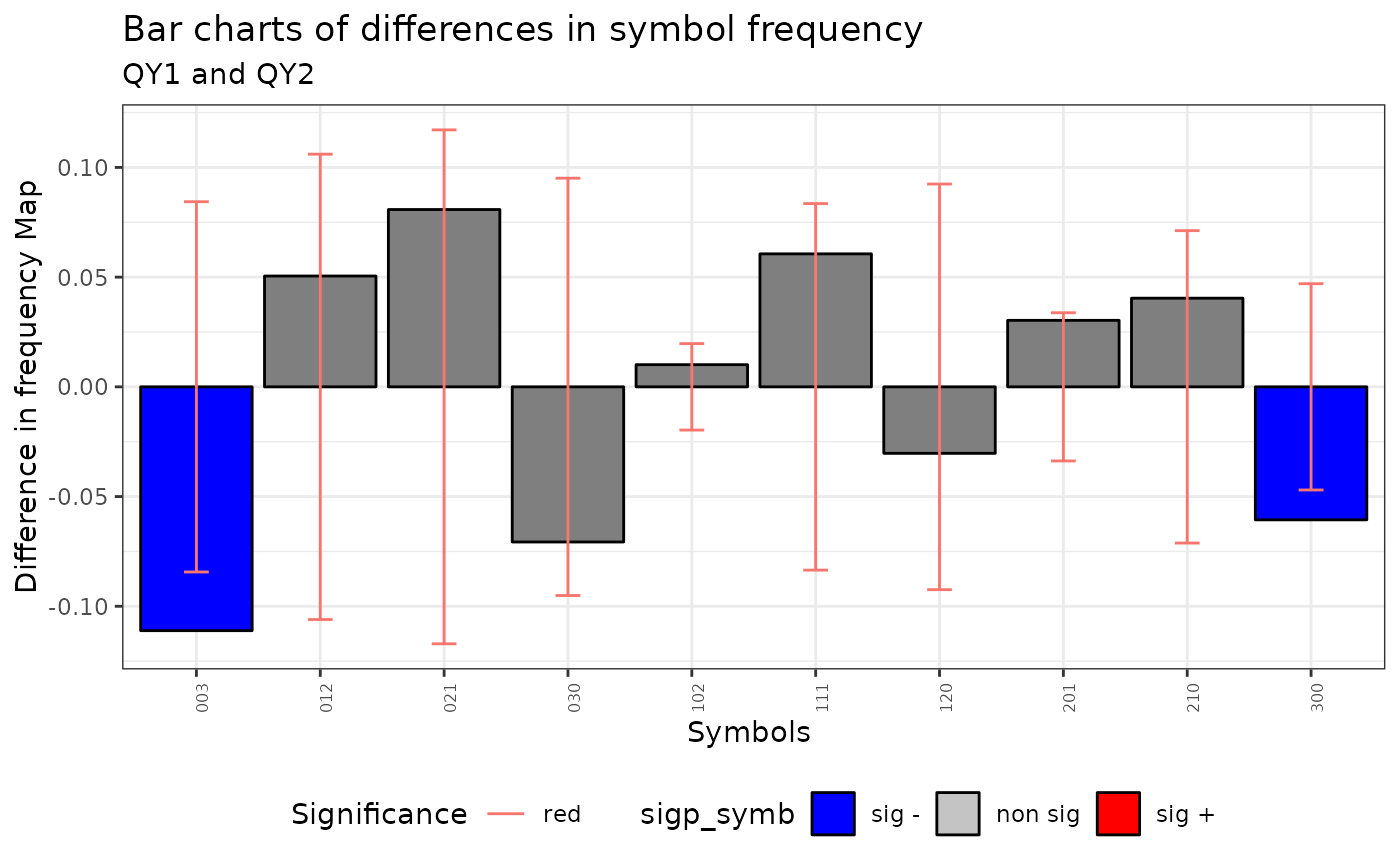 Bar charts of differences in symbol frequency
QY1 and QY2
Difference in frequency Map
0.10
0.05
0.00
-0.05
-0.10
003 012 021 030 102 111 120 201 210 300
Symbols
Significance red sigp_symb sig - non sig sig +